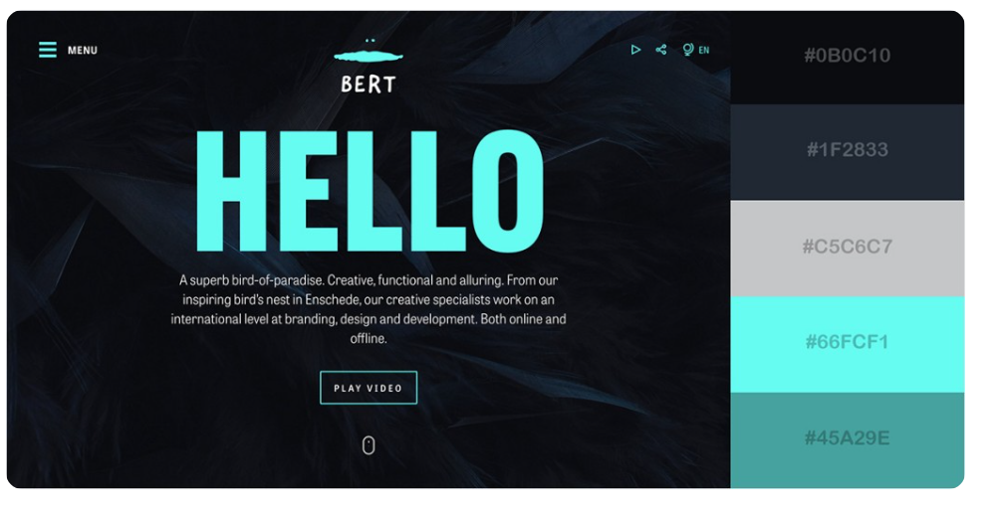 MENU
BERT
EN
HELLO
A superb bird-of-paradise. Creative, functional and alluring. From our
inspiring bird's nest in Enschede, our creative specialists work on an
international level at branding, design and development. Both online and
offline.
PLAY VIDEO
#0B0C10
#1F2833
#C5C6C7
#66FCF1
#45A29E